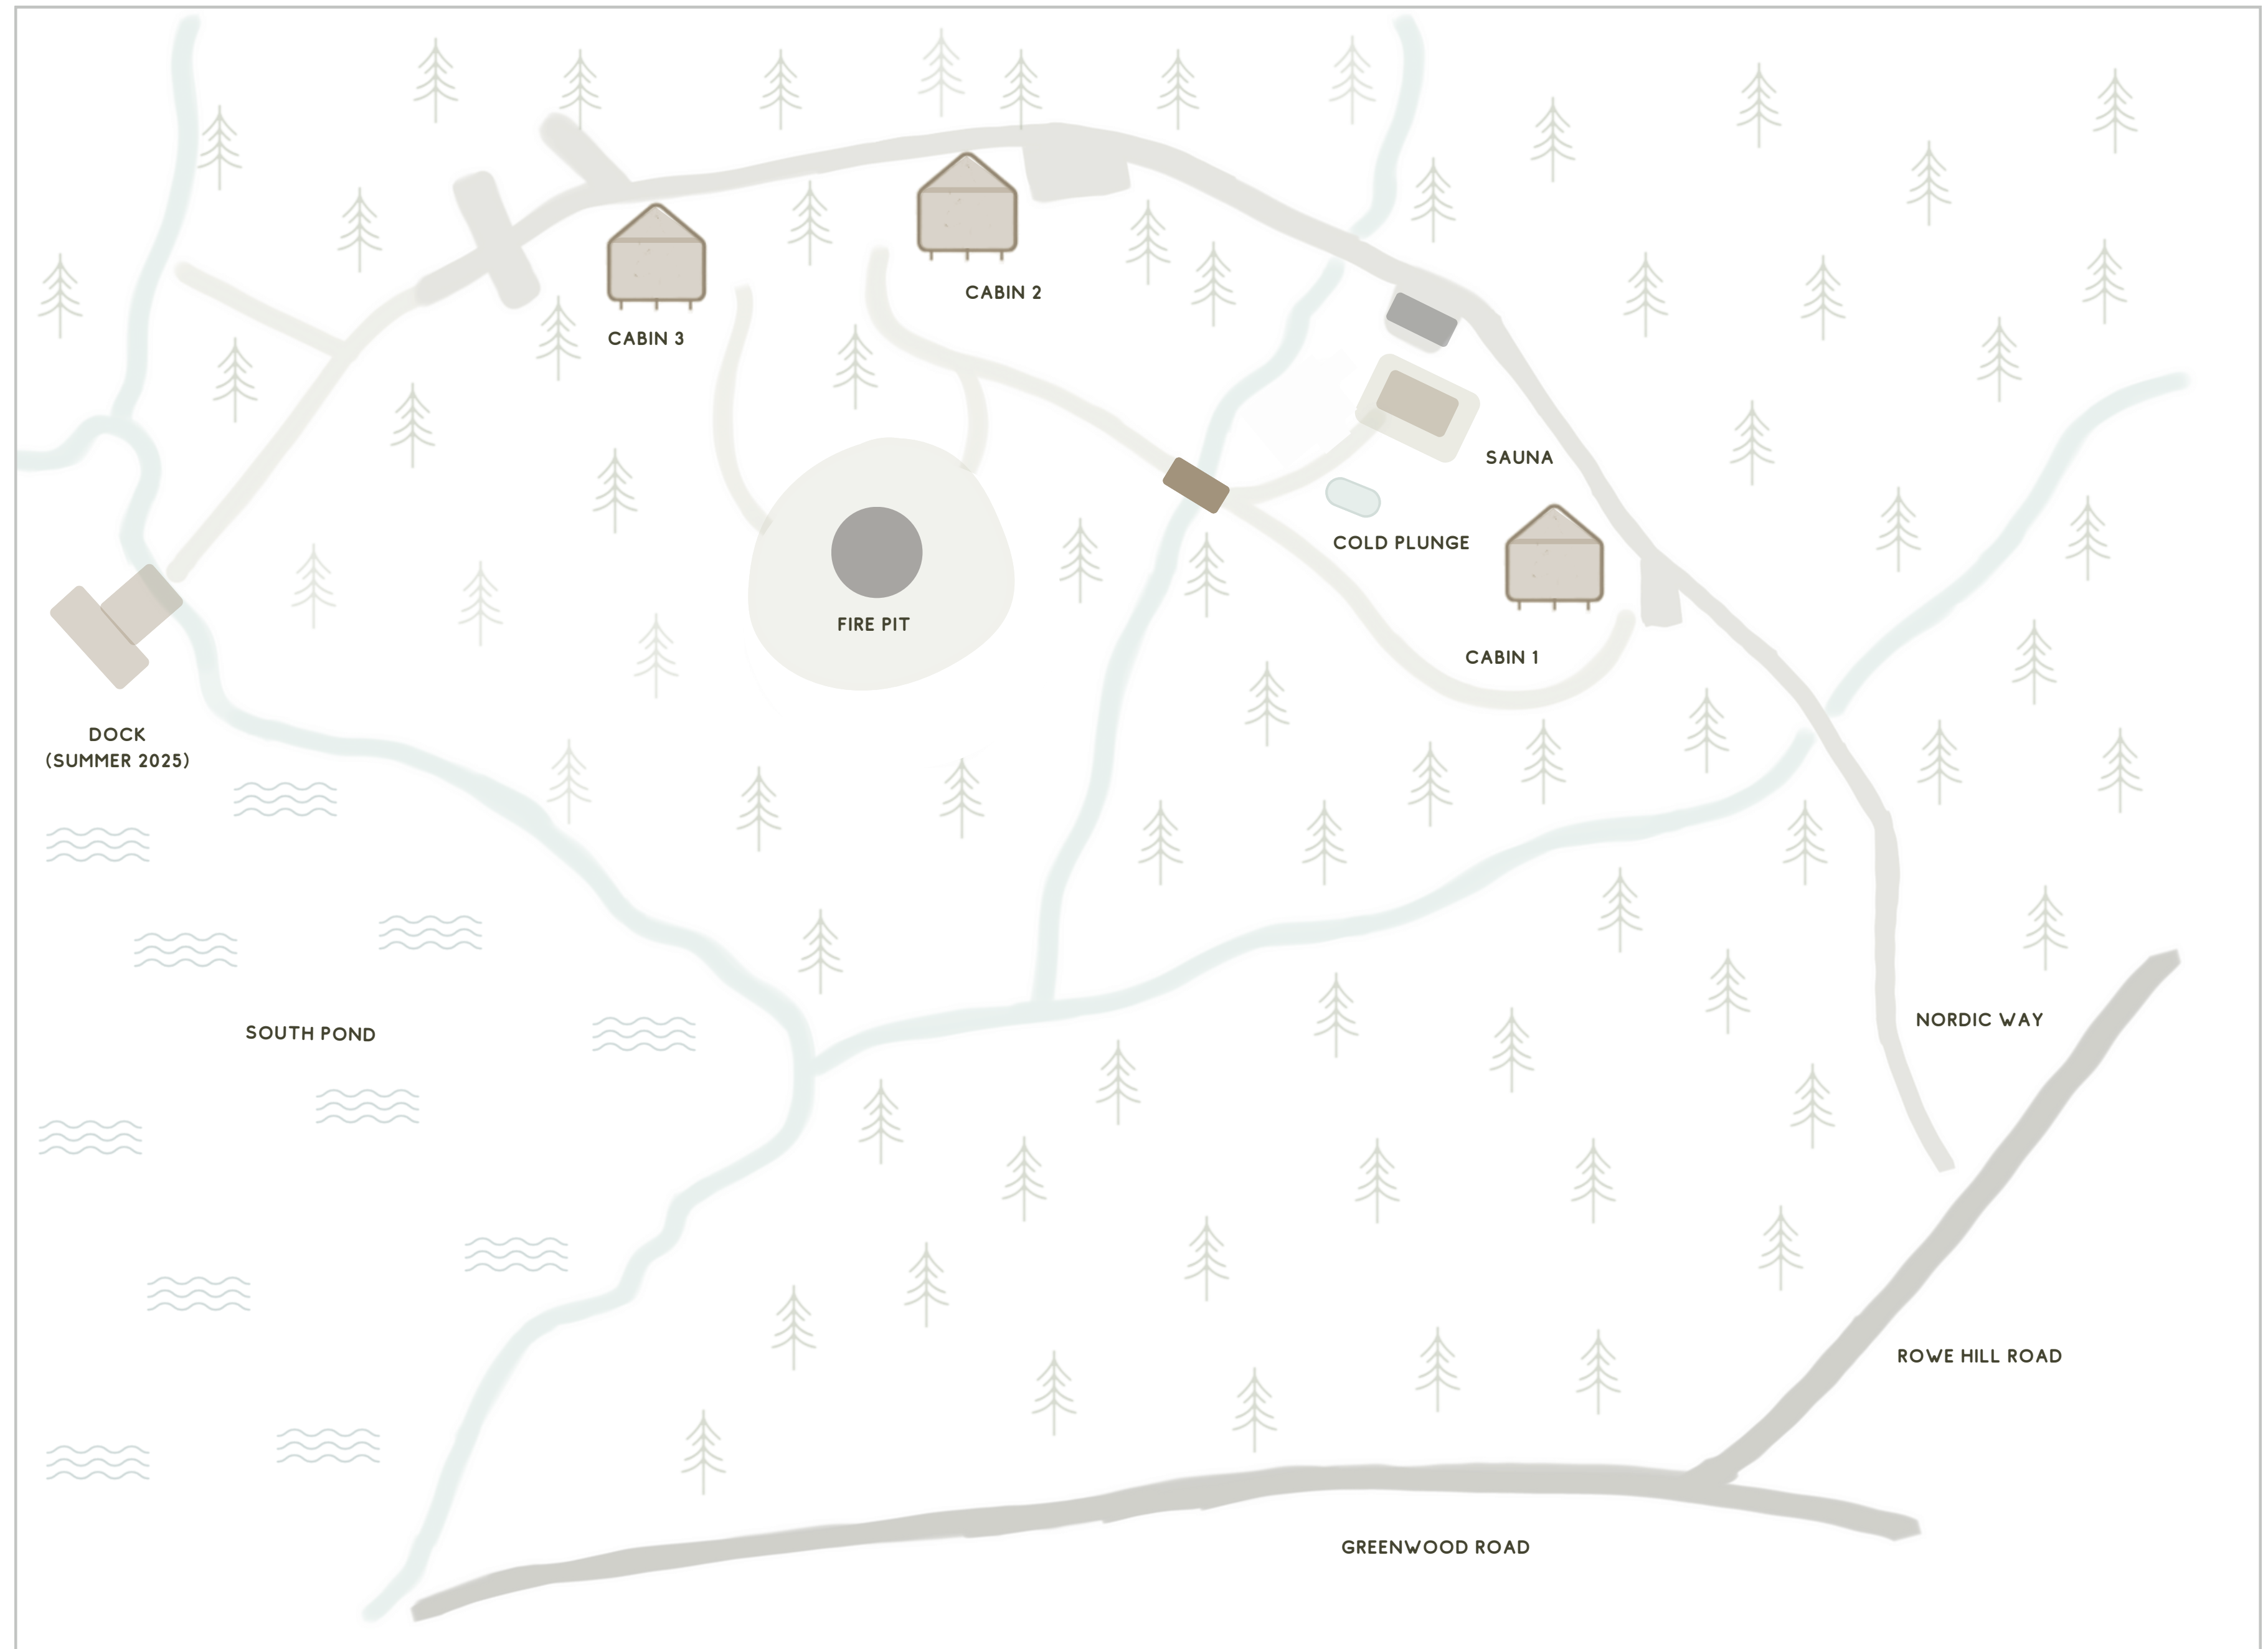 CABIN 2
CABIN 3
SAUNA
COLD PLUNGE
FIRE PIT
CABIN 1
DOCK
(SUMMER 2025)
SOUTH POND
NORDIC WAY
ROWE HILL ROAD
GREENWOOD ROAD